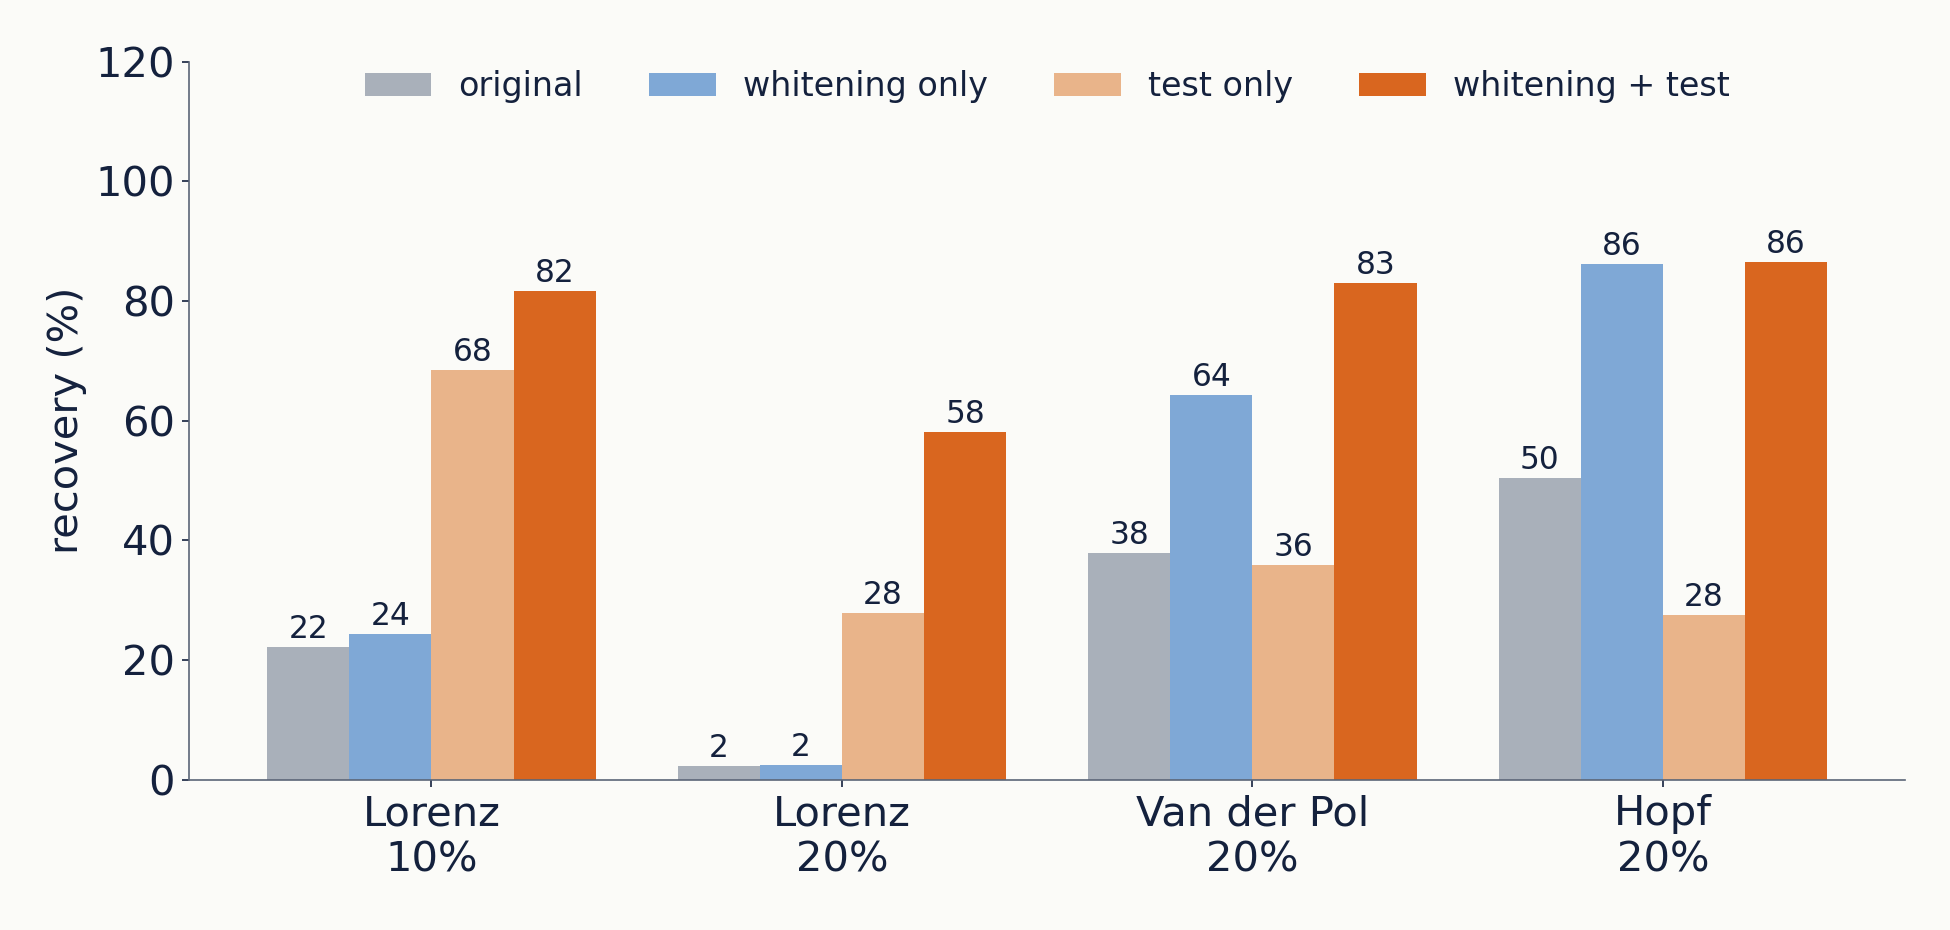 120
original whitening only test only whitening + test
100
80
60
40
20
0
recovery (%)
22 24 68 82
2 2 28 58
38 64 36 83
50 86 28 86
Lorenz Lorenz Van der Pol Hopf
10% 20% 20% 20%